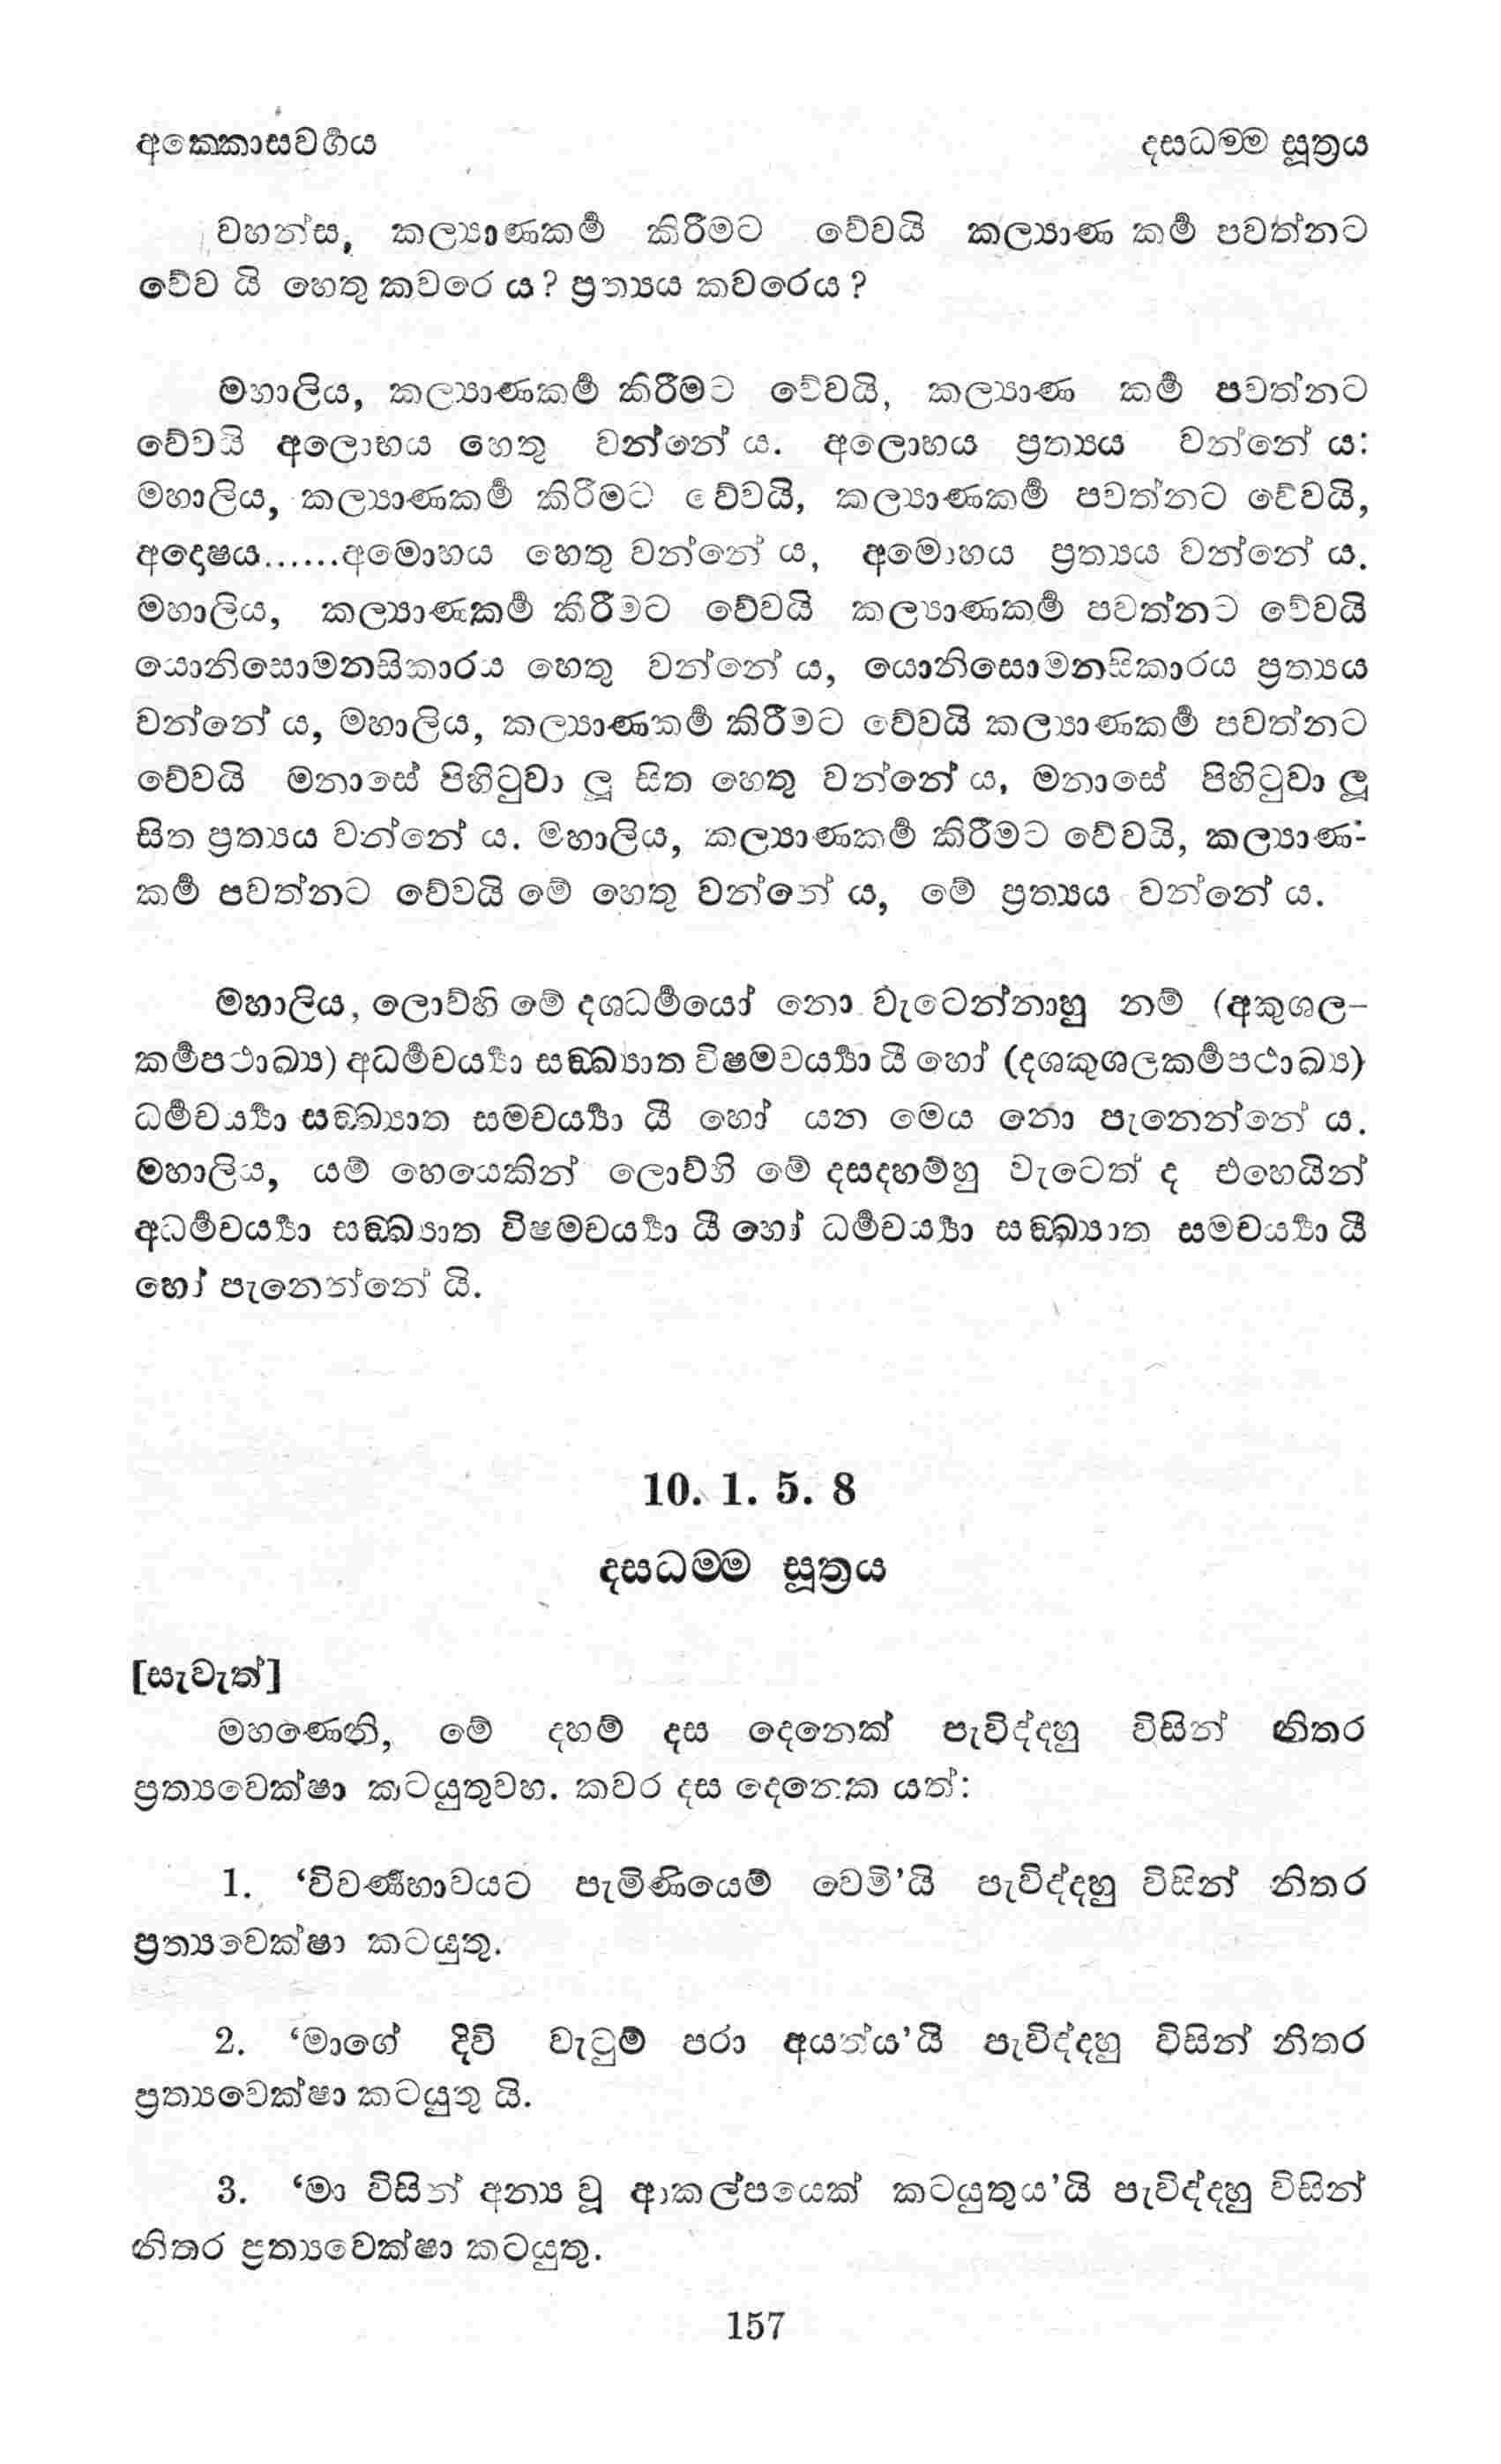 අක්කොසවර්ගය
දසධම්ම සූත්‍රය
වහන්ස, කල්‍යාණකර්ම කිරීමට වේවයි කල්‍යාණ කර්ම පවත්නට
වේව යි හෙතු කවරෙ ය? ප්‍රත්‍යය කවරෙය?
මහාලිය, කල්‍යාණකර්ම කිරීමට වේවයි, කල්‍යාණ කර්ම පවත්නට
වේවයි අලොභය හෙතු වන්නේ ය. අලොභය ප්‍රත්‍යය වන්නේ ය:
මහාලිය, කල්‍යාණකර්ම කිරීමට වේවයි, කල්‍යාණකර්ම පවත්නට වේවයි,
අදොෂය......අමොහය හෙතු වන්නේ ය, අමොහය ප්‍රත්‍යය වන්නේ ය.
මහාලිය, කල්‍යාණකර්ම කිරීමට වේවයි කල්‍යාණකර්ම පවත්නට වේවයි
යොනිසොමනසිකාරය හෙතු වන්නේ ය, යොනිසොමනසිකාරය ප්‍රත්‍යය
වන්නේ ය, මහාලිය, කල්‍යාණකර්ම කිරීමට වේවයි කල්‍යාණකර්ම පවත්නට
වේවයි මනාසේ පිහිටුවා ලූ සිත හෙතු වන්නේ ය, මනාසේ පිහිටුවා ලූ
සිත ප්‍රත්‍යය වන්නේ ය. මහාලිය, කල්‍යාණකර්ම කිරීමට වේවයි, කල්‍යාණ-
කර්ම පවත්නට වේවයි මේ හෙතු වන්නේ ය, මේ ප්‍රත්‍යය වන්නේ ය.
මහාලිය, ලොව්හි මේ දශධර්මයෝ නො වැටෙන්නාහු නම් (අකුශල-
කර්මපථාඛ්‍ය) අධර්මචර්‍ය්‍යා සඞ්ඛ්‍යාත විෂමචර්‍ය්‍යා යී හෝ (දශකුශලකර්මපථාඛ්‍ය)
ධර්මචර්‍ය්‍යා සඞ්ඛ්‍යාත සමචර්‍ය්‍යා යී හෝ යන මෙය නො පැනෙන්නේ ය.
මහාලිය, යම් හෙයෙකින් ලොව්හි මේ දසදහම්හු වැටෙත් ද එහෙයින්
අධර්මචර්‍ය්‍යා සඞ්ඛ්‍යාත විෂමචර්‍ය්‍යා යී හෝ ධර්මචර්‍ය්‍යා සඞ්ඛ්‍යාත සමචර්‍ය්‍යා යී
හෝ පැනෙන්නේ යි.
10. 1. 5. 8
දසධම්ම සූත්‍රය
[සැවැත්]
මහණෙනි, මේ දහම් දස දෙනෙක් පැවිද්දහු විසින් නිතර
ප්‍රත්‍යවෙක්ෂා කටයුතුවහ. කවර දස දෙනෙක යත්:
1. ‘විවර්ණභාවයට පැමිණියෙම් වෙමි’යි පැවිද්දහු විසින් නිතර
ප්‍රත්‍යවෙක්ෂා කටයුතු.
2. ‘මාගේ දිවි වැටුම් පරා අයත්ය’යි පැවිද්දහු විසින් නිතර
ප්‍රත්‍යවෙක්ෂා කටයුතු යි.
3. ‘මා විසින් අන්‍ය වූ ආකල්පයෙක් කටයුතුය’යි පැවිද්දහු විසින්
නිතර ප්‍රත්‍යවෙක්ෂා කටයුතු.
157